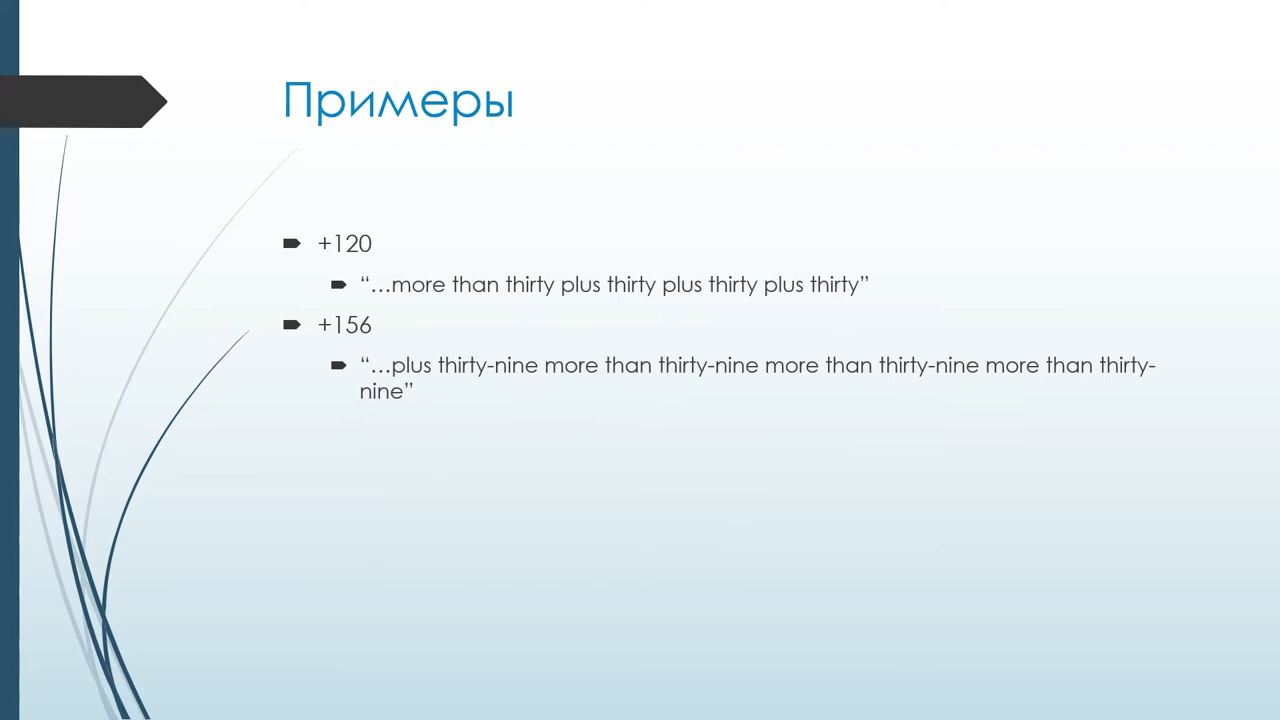 Примеры
+120
“…more than thirty plus thirty plus thirty plus thirty”
+156
“…plus thirty-nine more than thirty-nine more than thirty-nine more than thirty-
nine”